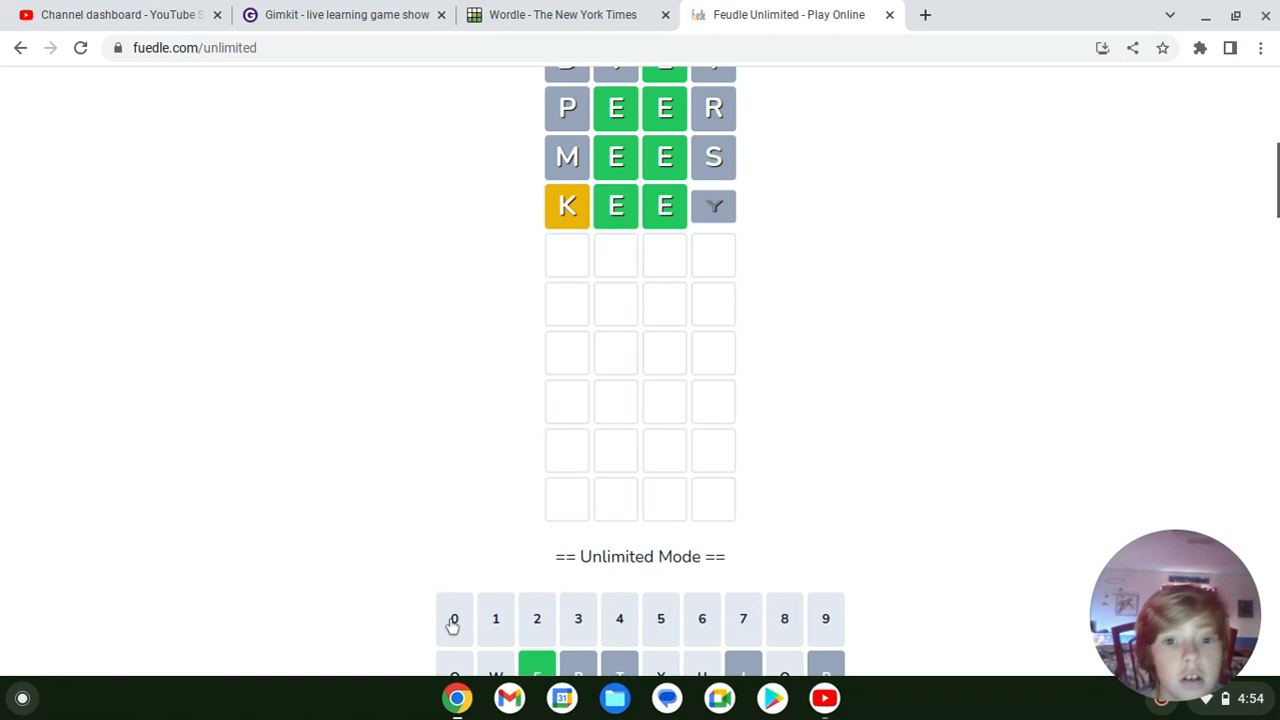 Channel dashboard - YouTube S
Gimkit - live learning game show
Wordle - The New York Times
Feudle Unlimited - Play Online
fuedle.com/unlimited
P E E R
M E E S
K E E Y
== Unlimited Mode ==
0 1 2 3 4 5 6 7 8 9
31
4:54